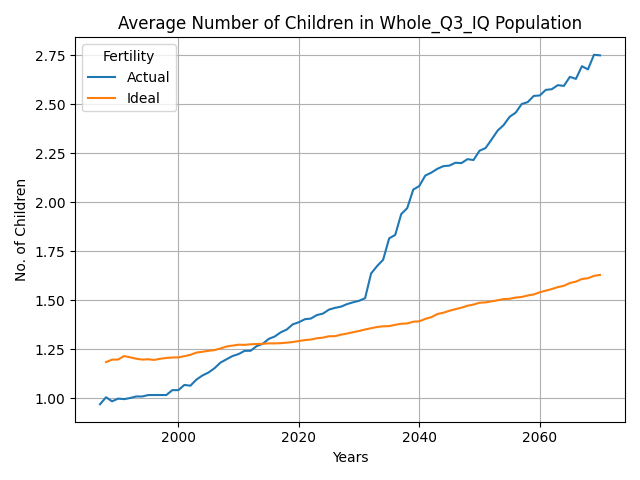 Average Number of Children in Whole_Q3_IQ Population
Fertility
Actual
Ideal
No. of Children
2.75
2.50
2.25
2.00
1.75
1.50
1.25
1.00
2000 2020 2040 2060
Years